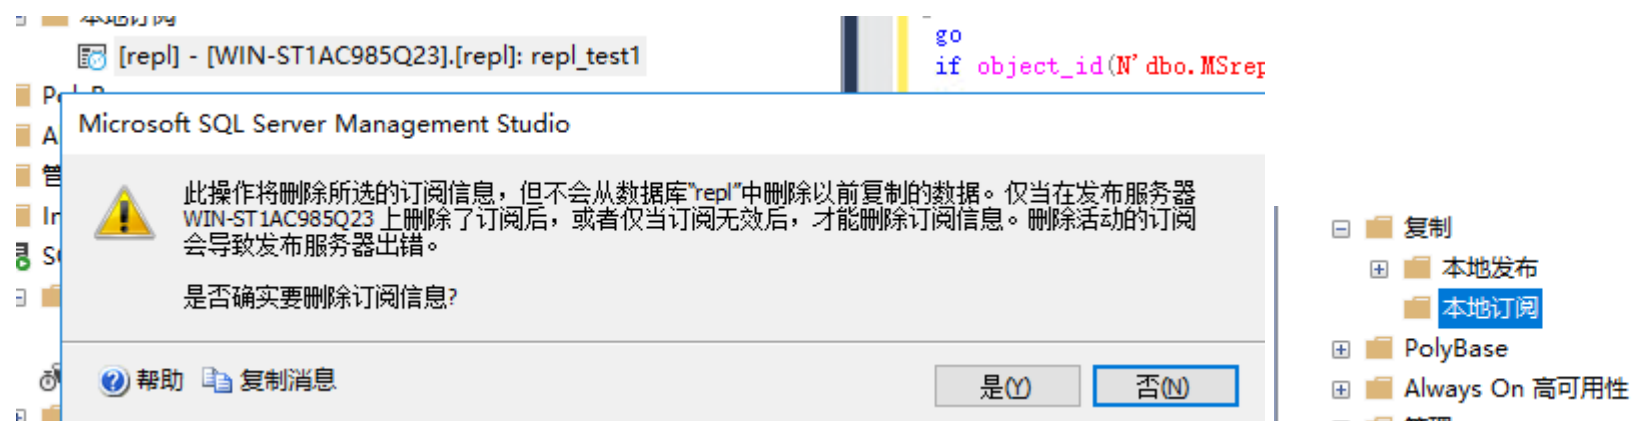 本地订阅
[repl] - [WIN-ST1AC985Q23].[repl]: repl_test1
go
if object_id(N'dbo.MSrep
Microsoft SQL Server Management Studio
此操作将删除所选的订阅信息，但不会从数据库"repl"中删除以前复制的数据。仅当在发布服务器
WIN-ST1AC985Q23 上删除了订阅后，或者仅当订阅无效后，才能删除订阅信息。删除活动的订阅
会导致发布服务器出错。
是否确实要删除订阅信息?
帮助
复制消息
是(Y)
否(N)
复制
本地发布
本地订阅
PolyBase
Always On 高可用性